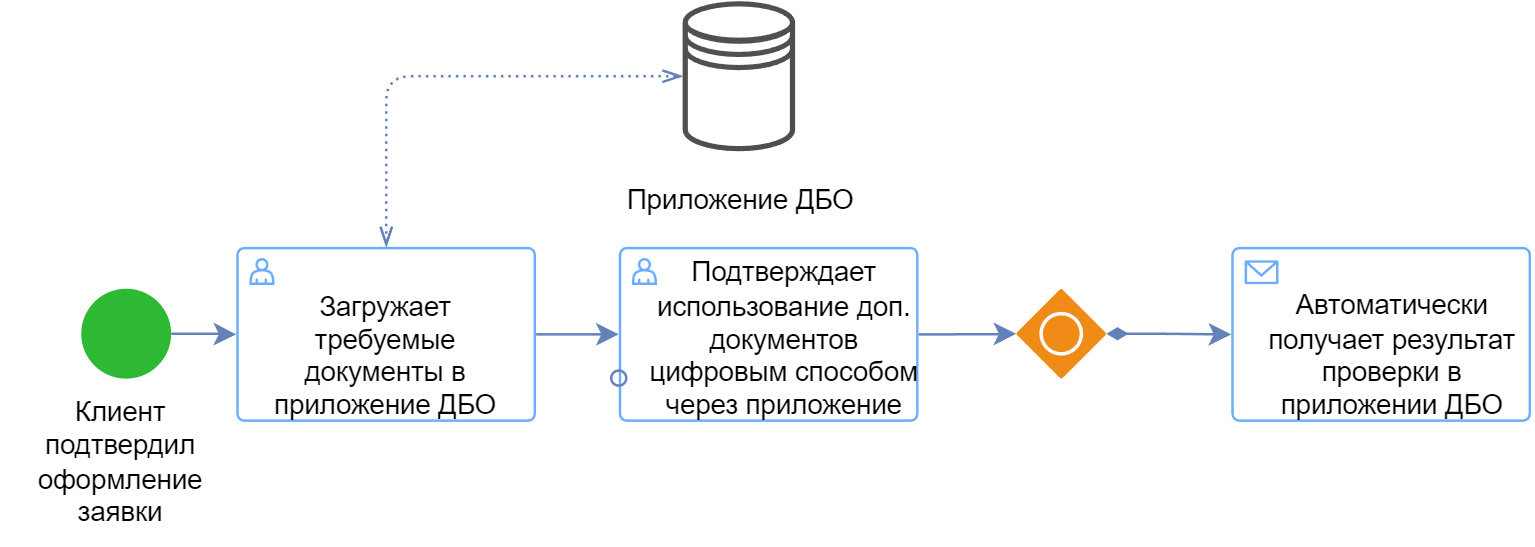 Приложение ДБО
Клиент
подтвердил
оформление
заявки
Загружает
требуемые
документы в
приложение ДБО
Подтверждает
использование доп.
документов
цифровым способом
через приложение
Автоматически
получает результат
проверки в
приложении ДБО